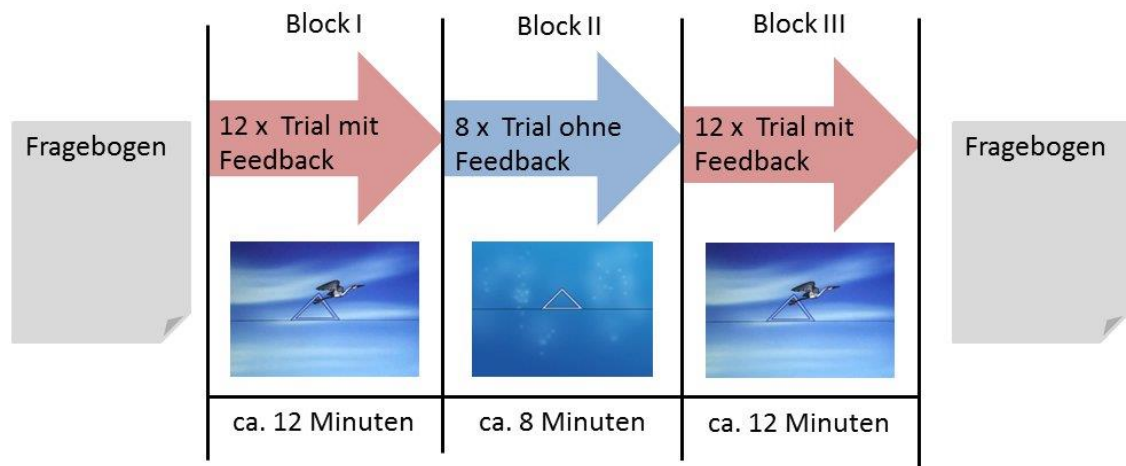 Block I
Block II
Block III
Fragebogen
12 x Trial mit
Feedback
8 x Trial ohne
Feedback
12 x Trial mit
Feedback
Fragebogen
ca. 12 Minuten
ca. 8 Minuten
ca. 12 Minuten